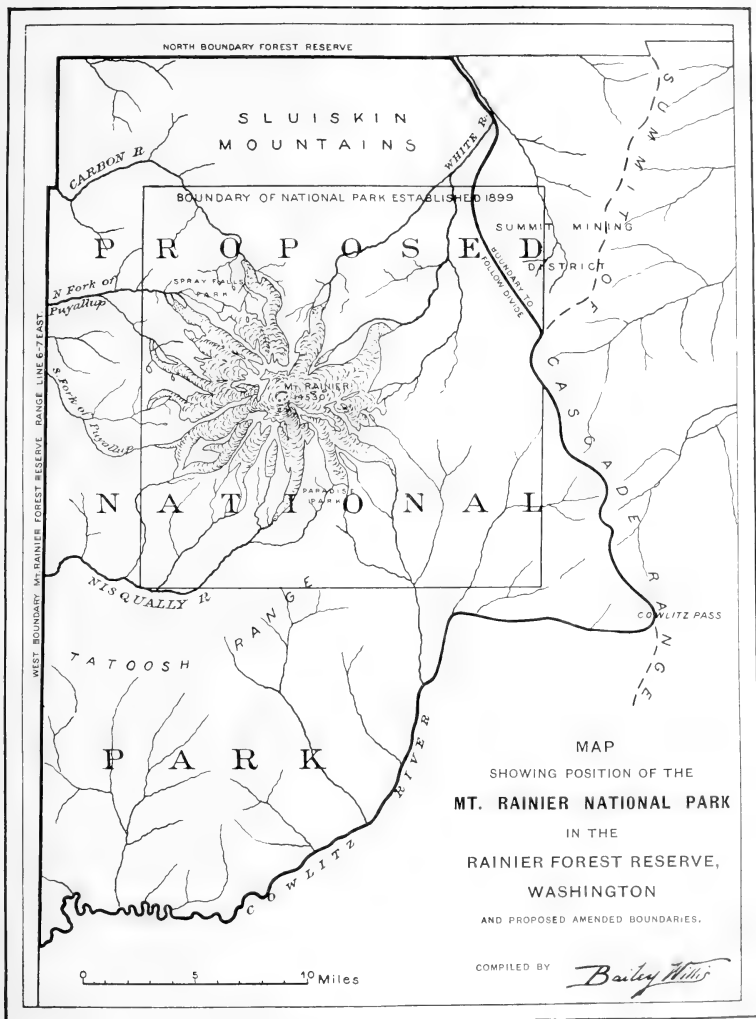 NORTH BOUNDARY FOREST RESERVE
SUMMIT OF
CASCADE RANGE
SLUISKIN
MOUNTAINS
WHITE R.
CARBON R
BOUNDARY OF NATIONAL PARK ESTABLISHED 1899
SUMMIT MINING
DISTRICT
PROPOSED
BOUNDARY TO
FOLLOW DIVIDE
N Fork of
Puyallup
SPRAY FALLS
PARK
WEST BOUNDARY MT. RAINIER FOREST RESERVE. RANGE LINE 6-7 EAST.
S. Fork of
Puyallup
MT. RAINIER
14530
PARADISE
PARK
NATIONAL
NISQUALLY R
COWLITZ PASS
TATOOSH RANGE
PARK
COWLITZ RIVER
MAP
SHOWING POSITION OF THE
MT. RAINIER NATIONAL PARK
IN THE
RAINIER FOREST RESERVE,
WASHINGTON
AND PROPOSED AMENDED BOUNDARIES.
COMPILED BY Bailey Willis
0 5 10 Miles